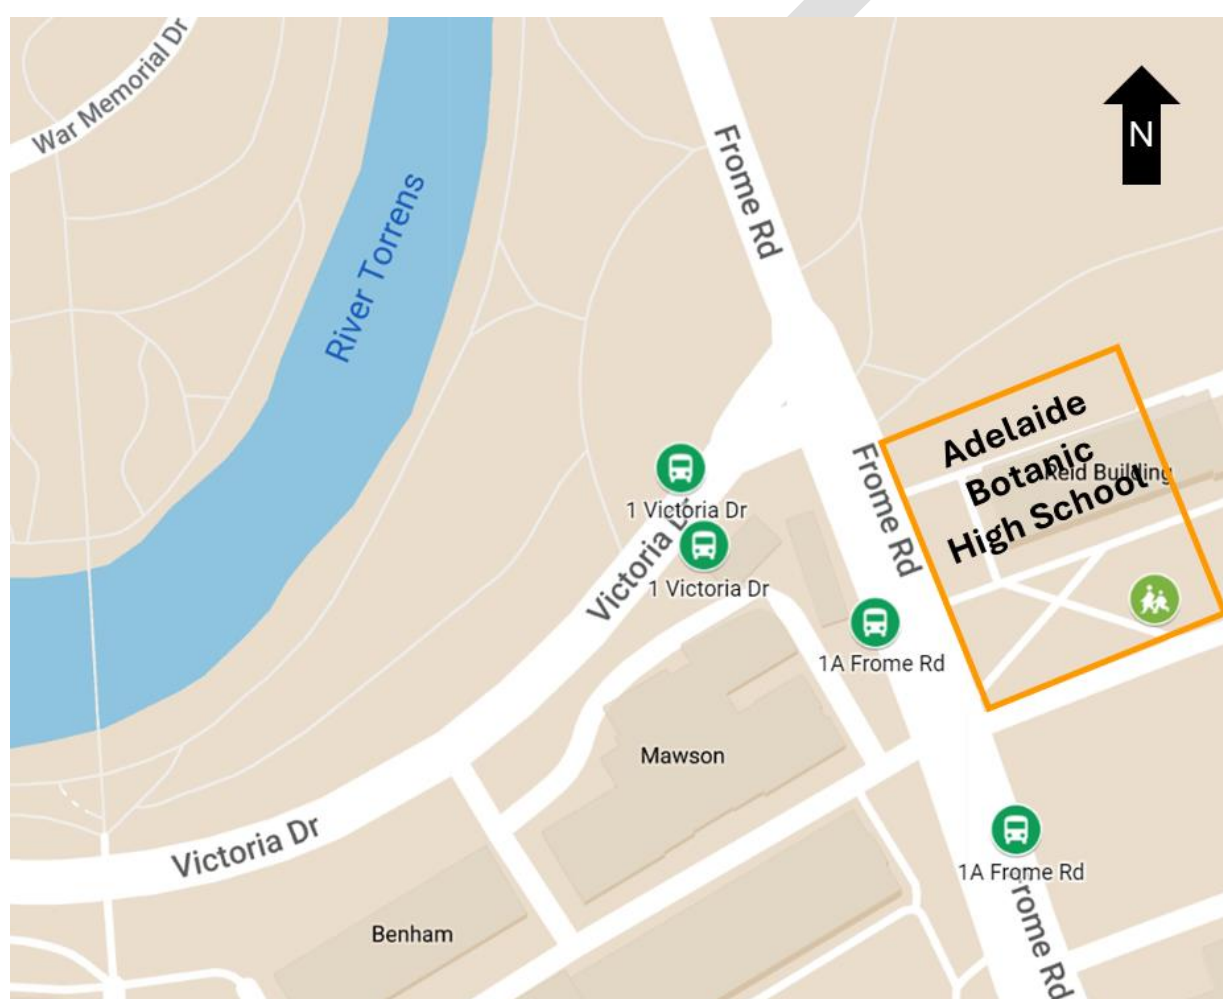 War Memorial Dr
N
Frome Rd
River Torrens
Adelaide
Botanic
High School
Reid Building
Frome Rd
1 Victoria Dr
Victoria Dr
1 Victoria Dr
1A Frome Rd
Mawson
Victoria Dr
1A Frome Rd
Frome Rd
Benham